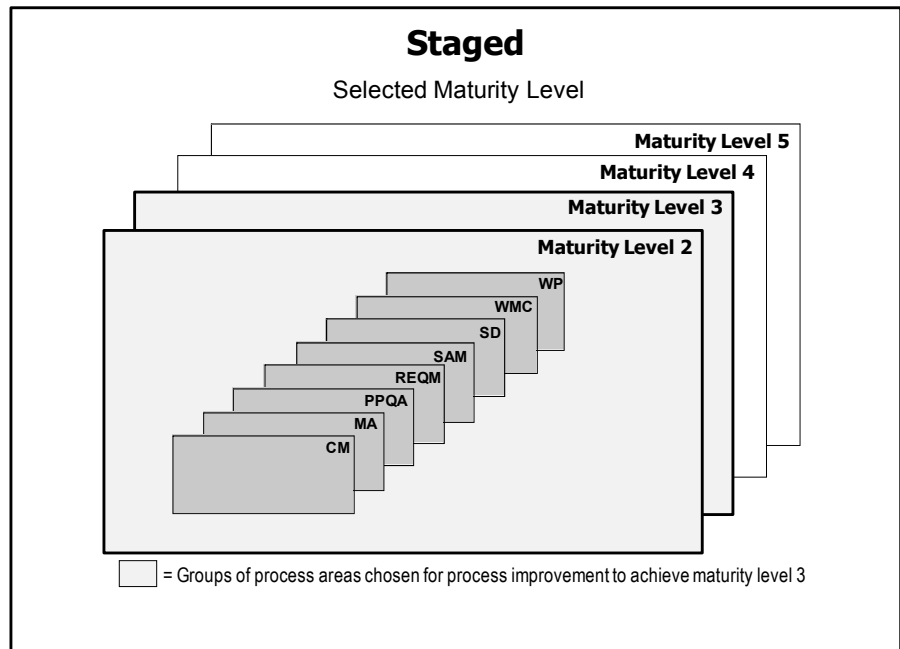 Staged
Selected Maturity Level
Maturity Level 5
Maturity Level 4
Maturity Level 3
Maturity Level 2
WP
WMC
SD
SAM
REQM
PPQA
MA
CM
= Groups of process areas chosen for process improvement to achieve maturity level 3